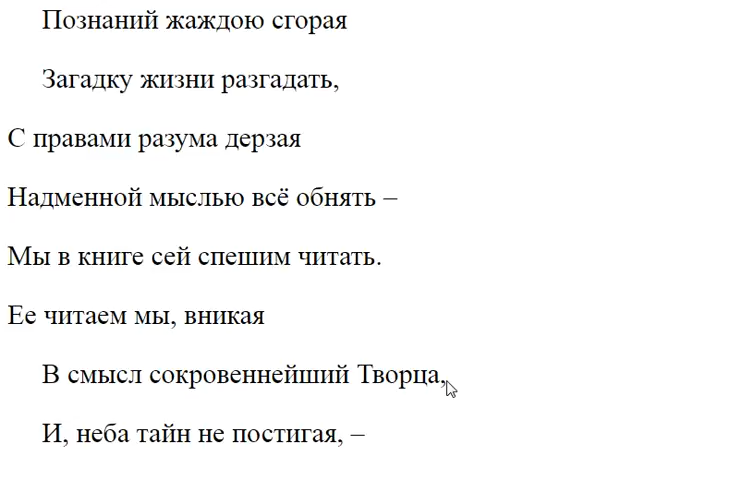 Познаний жаждою сгорая
Загадку жизни разгадать,
С правами разума дерзая
Надменной мыслью всё обнять –
Мы в книге сей спешим читать.
Ее читаем мы, вникая
В смысл сокровеннейший Творца,
И, неба тайн не постигая, –